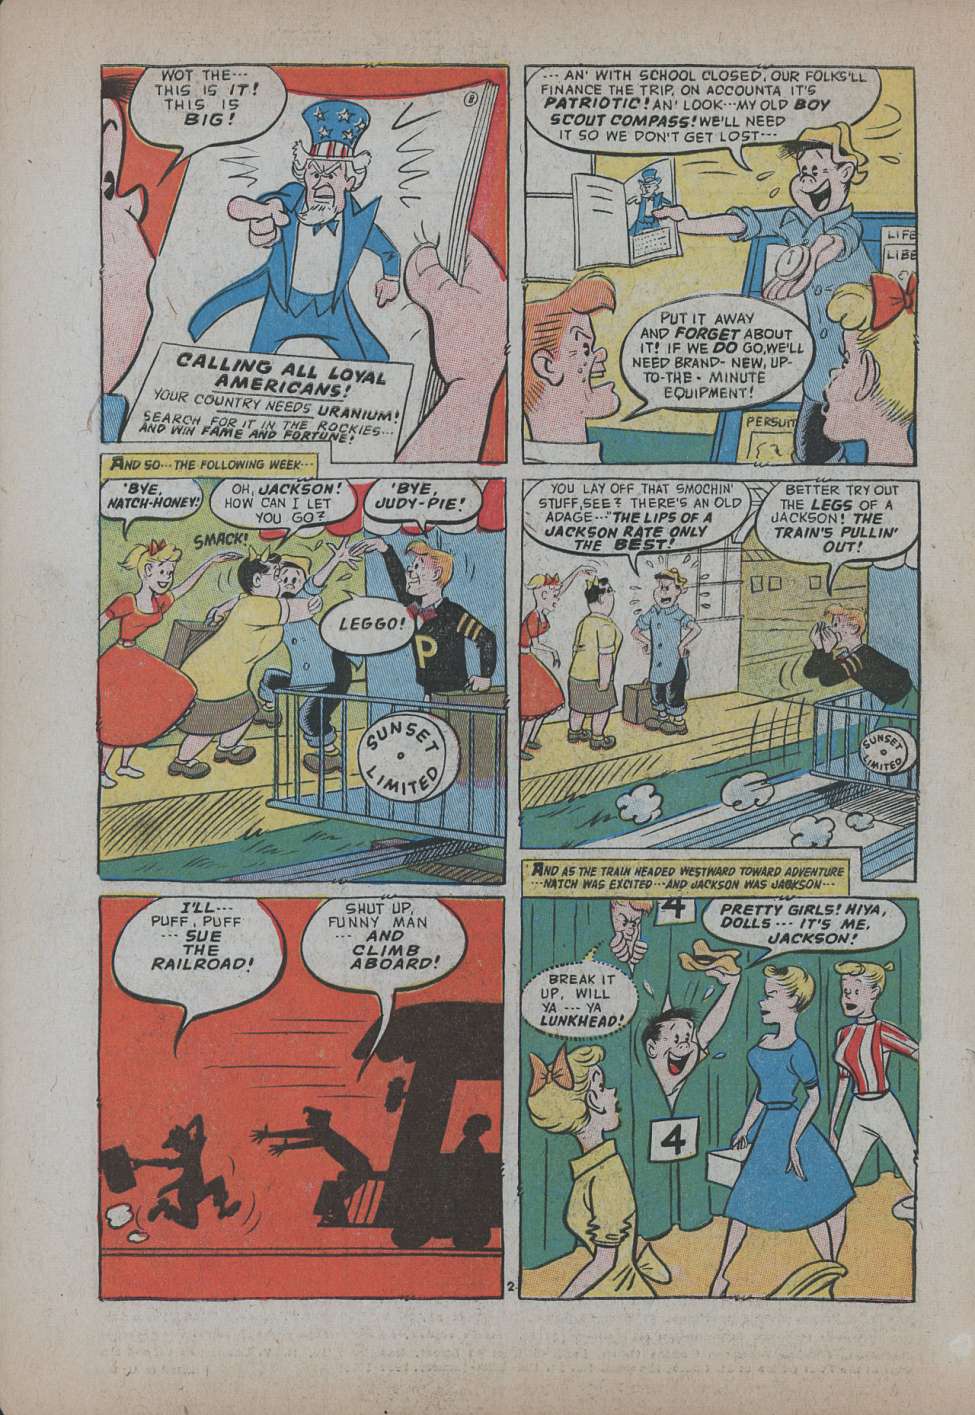 WOT THE---
THIS IS IT!
THIS IS
BIG!
8
CALLING ALL LOYAL
AMERICANS!
YOUR COUNTRY NEEDS URANIUM!
SEARCH FOR IT IN THE ROCKIES...
AND WIN FAME AND FORTUNE!
--- AN' WITH SCHOOL CLOSED, OUR FOLKS'LL
FINANCE THE TRIP, ON ACCOUNTA IT'S
PATRIOTIC! AN' LOOK---MY OLD BOY
SCOUT COMPASS! WE'LL NEED
IT SO WE DON'T GET LOST---
LIFE
LIBE
PUT IT AWAY
AND FORGET ABOUT
IT! IF WE DO GO, WE'LL
NEED BRAND-NEW, UP-
TO-THE-MINUTE
EQUIPMENT!
PERSUIT
AND SO---THE FOLLOWING WEEK---
'BYE,
NATCH-HONEY!
SMACK!
OH, JACKSON!
HOW CAN I LET
YOU GO?
'BYE,
JUDY-PIE!
LEGGO!
P
SUNSET
LIMITED
YOU LAY OFF THAT SMOCHIN'
STUFF, SEE? THERE'S AN OLD
ADAGE---"THE LIPS OF A
JACKSON RATE ONLY
THE BEST!
BETTER TRY OUT
THE LEGS OF A
JACKSON! THE
TRAIN'S PULLIN'
OUT!
SUNSET
LIMITED
I'LL---
PUFF, PUFF
--- SUE
THE
RAILROAD!
SHUT UP,
FUNNY MAN
--- AND
CLIMB
ABOARD!
AND AS THE TRAIN HEADED WESTWARD TOWARD ADVENTURE
---NATCH WAS EXCITED---AND JACKSON WAS JACKSON---
4
PRETTY GIRLS! HIYA,
DOLLS--- IT'S ME,
JACKSON!
BREAK IT
UP, WILL
YA --- YA
LUNKHEAD!
4
2